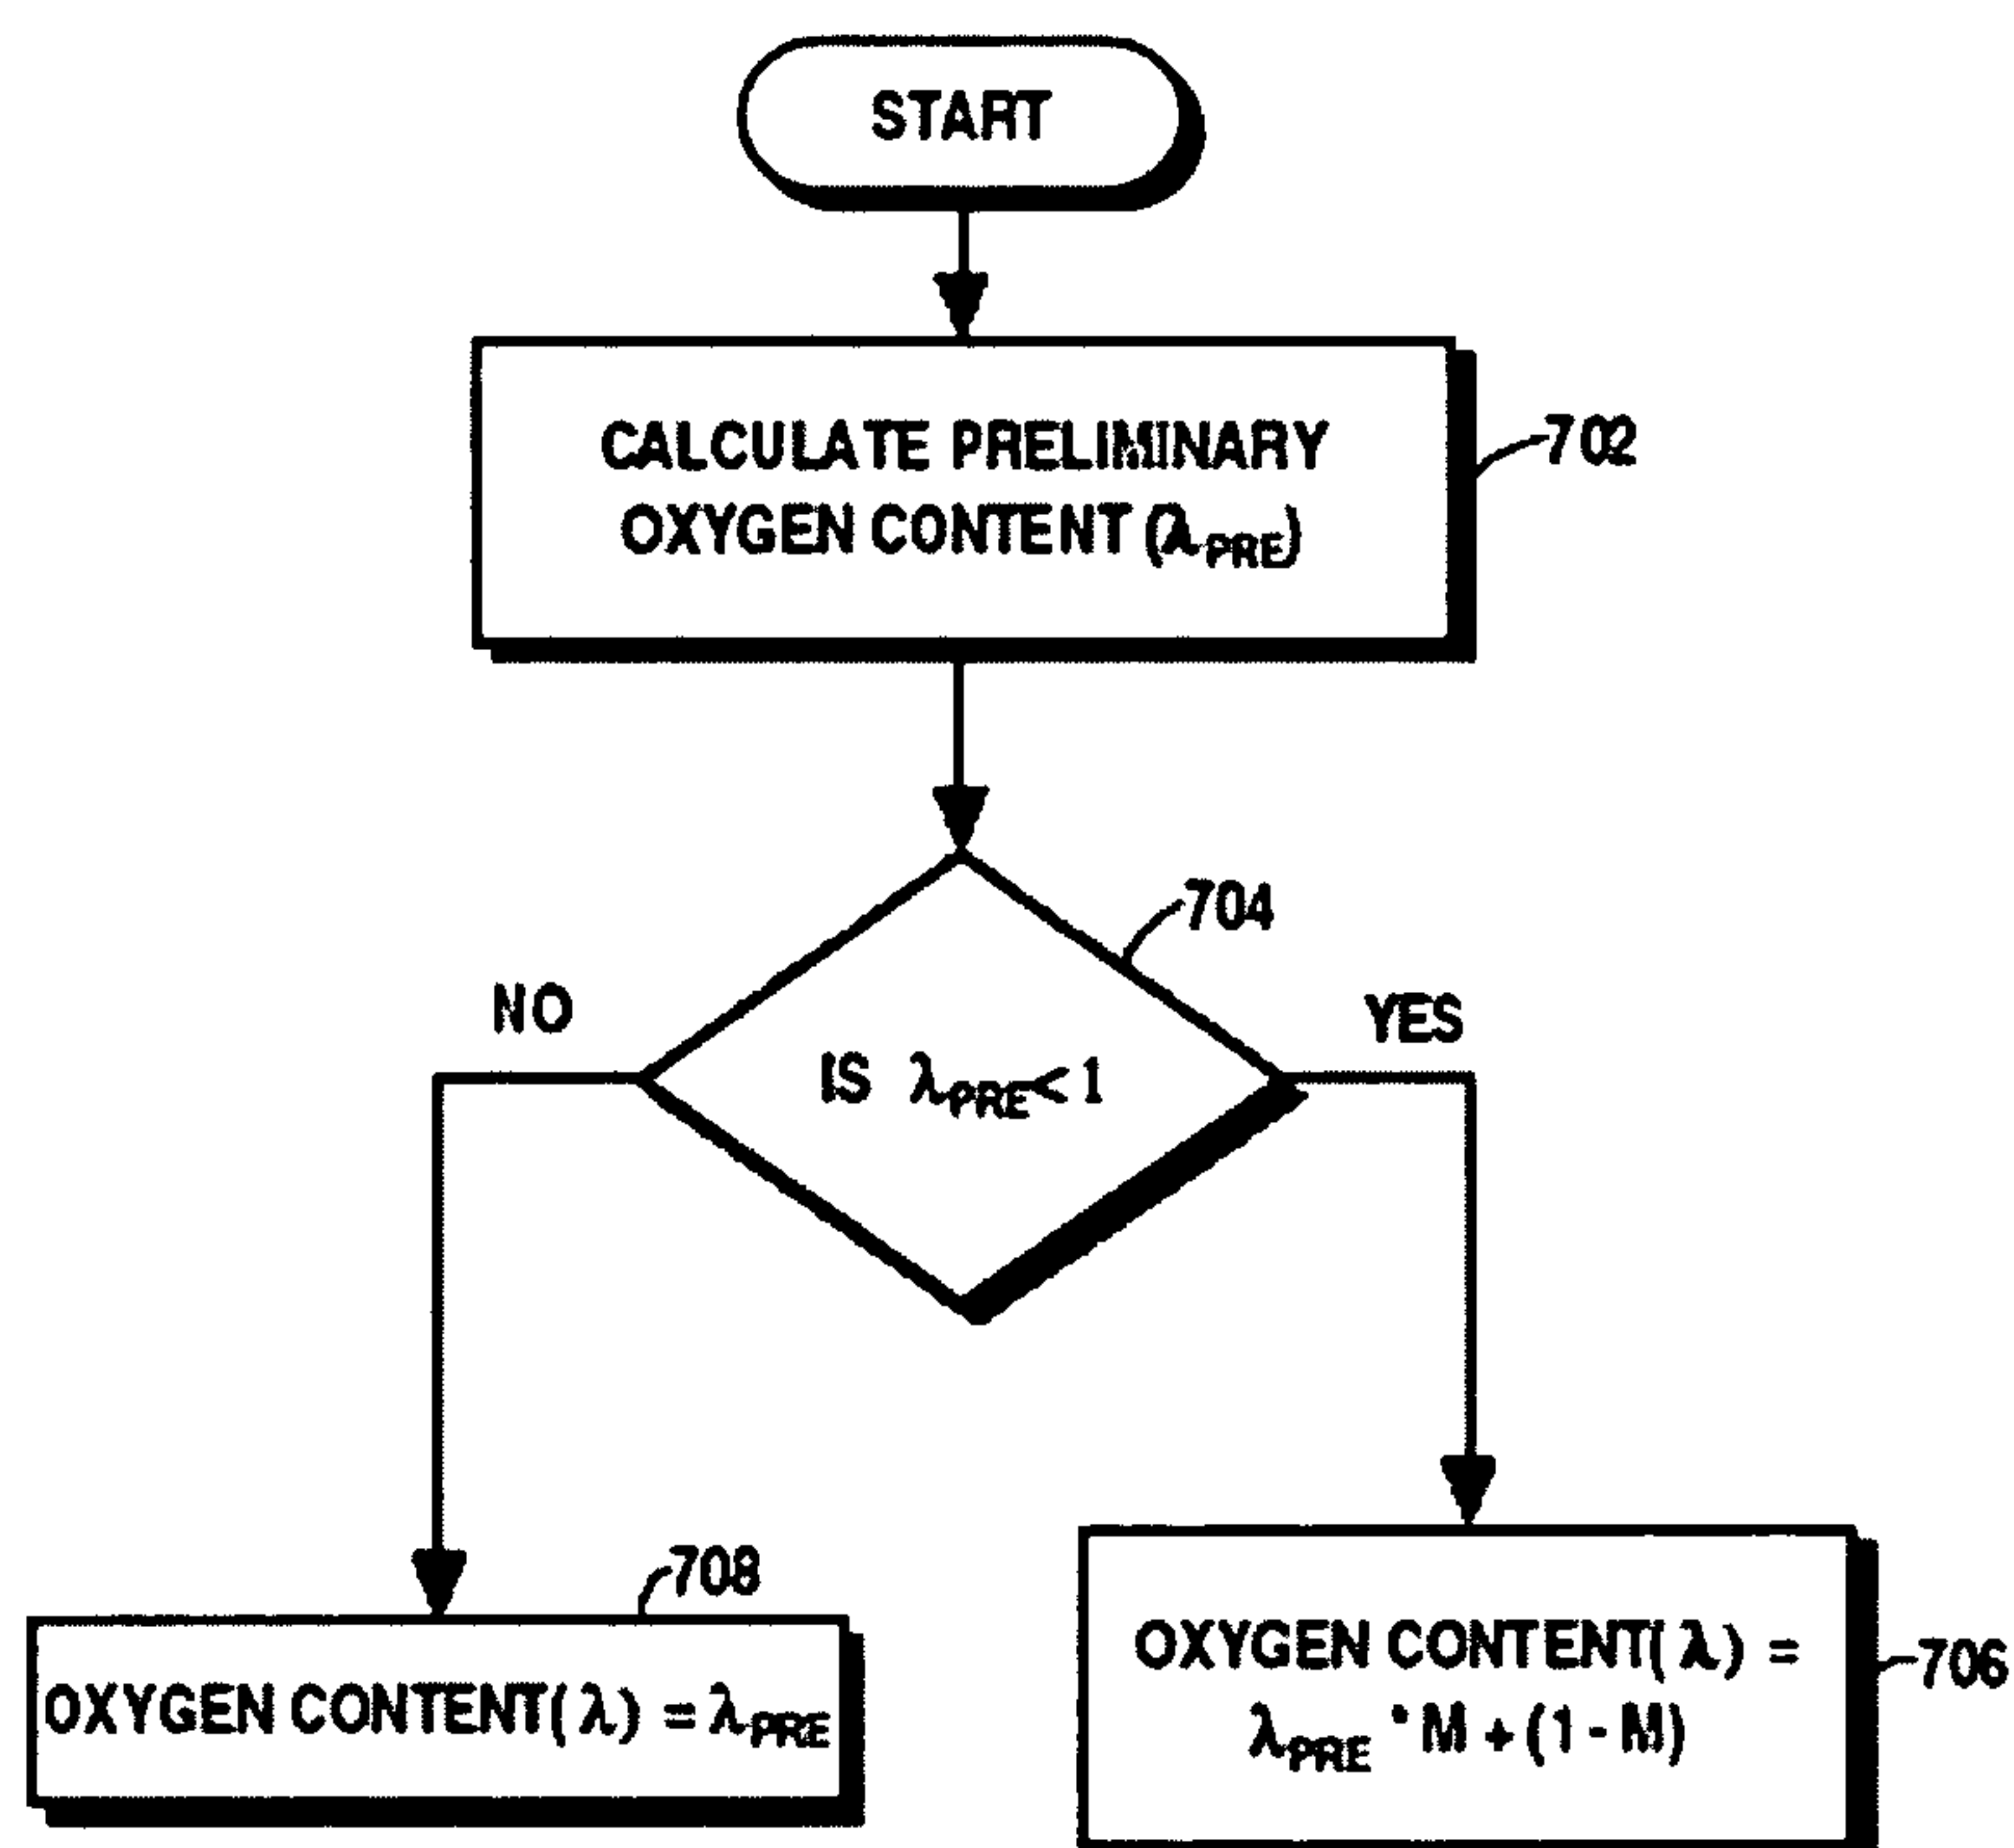 START
CALCULATE PRELIMINARY
OXYGEN CONTENT (λPRE)
702
704
NO
YES
IS λPRE<1
708
OXYGEN CONTENT(λ) = λPRE
OXYGEN CONTENT(λ) =
λPRE • M + (1 - M)
706